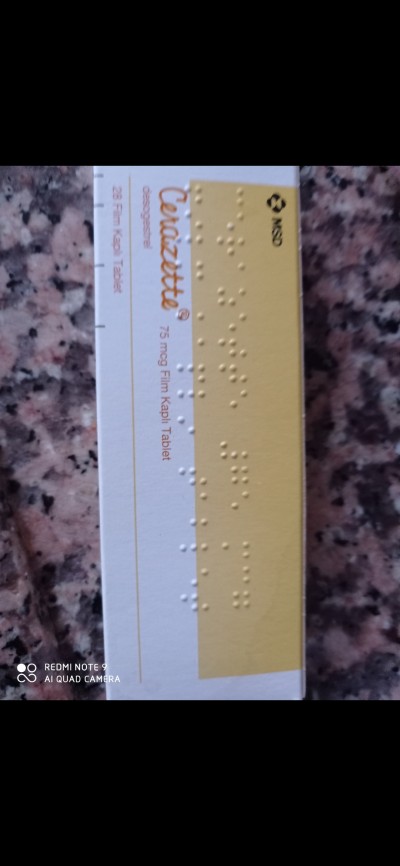 MSD
Cerazette® 75 mcg Film Kaplı Tablet
desogestrel
28 Film Kaplı Tablet
REDMI NOTE 9
AI QUAD CAMERA